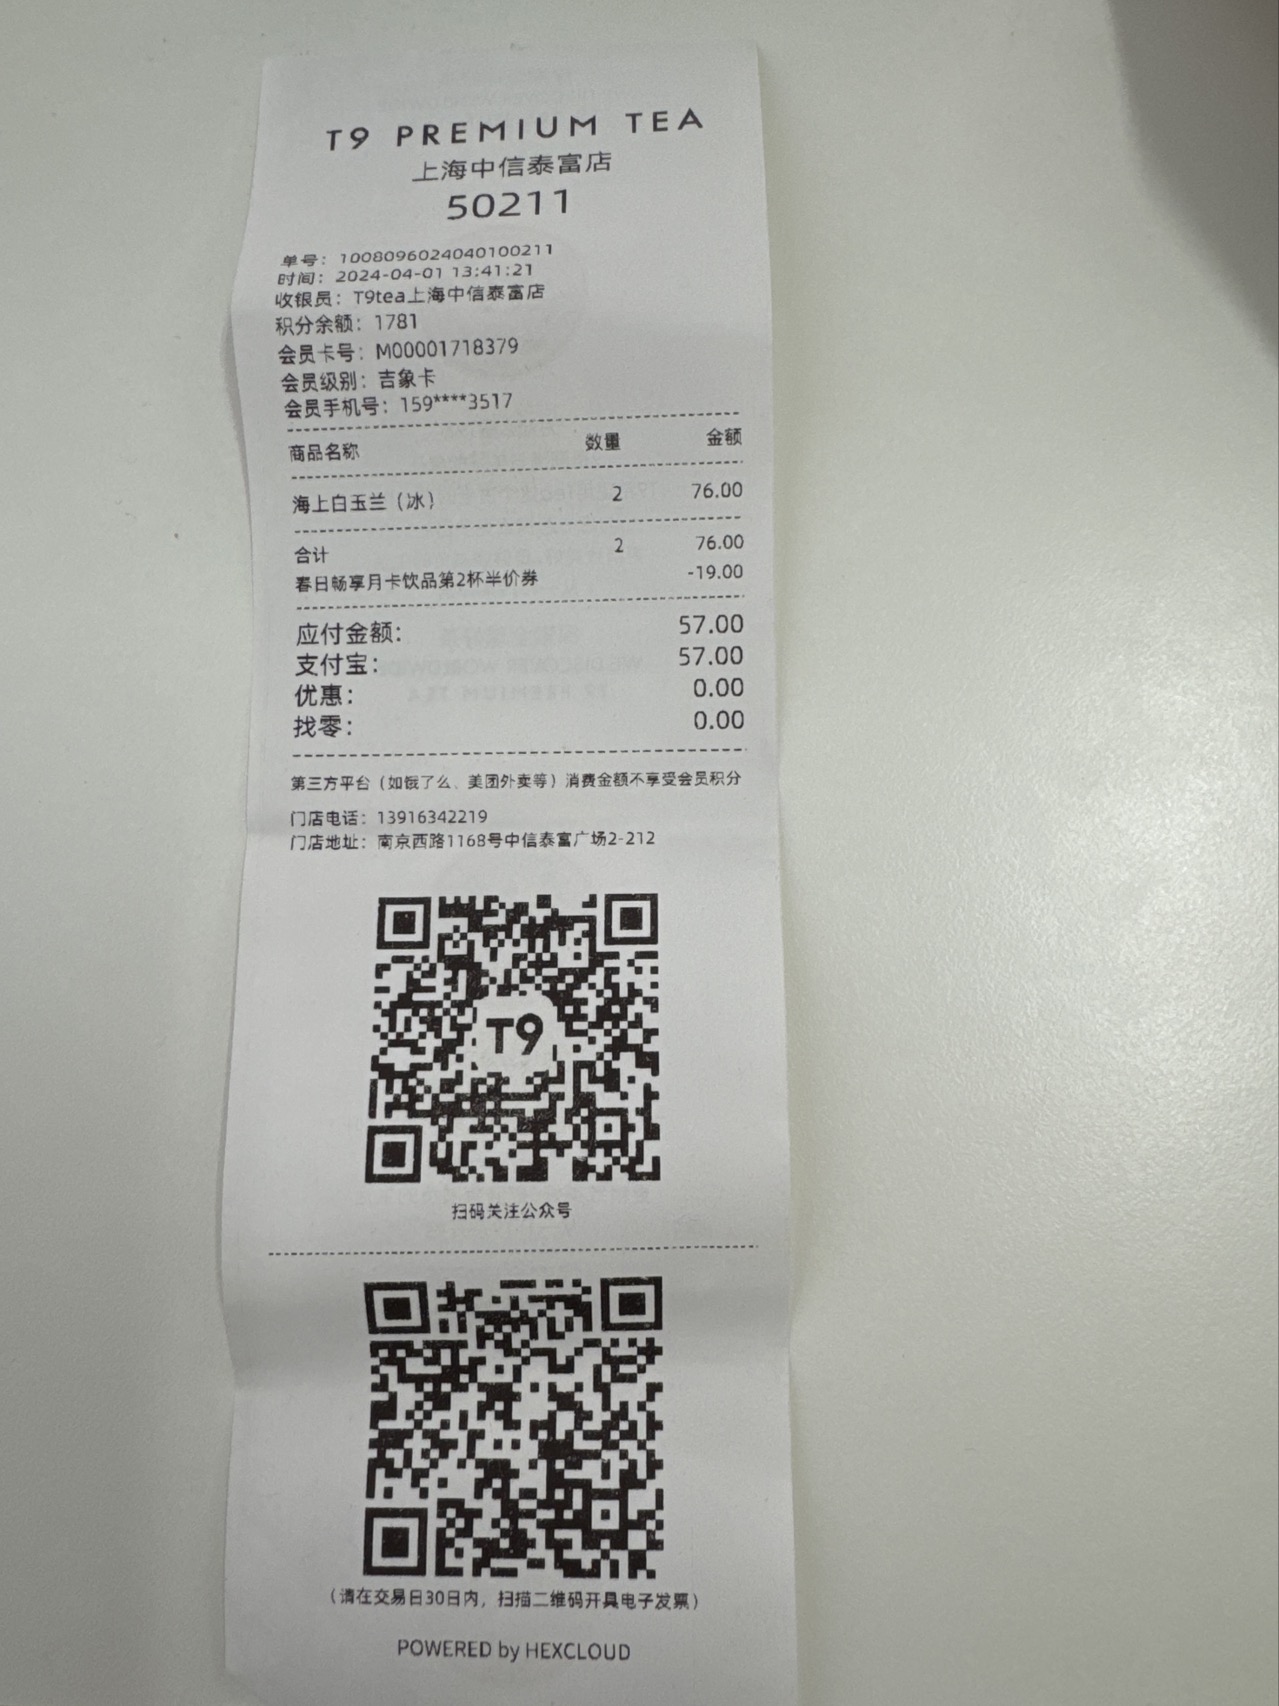 T9 PREMIUM TEA
上海中信泰富店
50211
单号：1008096024040100211
时间：2024-04-01 13:41:21
收银员：T9tea上海中信泰富店
积分余额：1781
会员卡号：M00001718379
会员级别：吉象卡
会员手机号：159****3517
商品名称 数量 金额
海上白玉兰（冰） 2 76.00
合计 2 76.00
春日畅享月卡饮品第2杯半价券 -19.00
应付金额: 57.00
支付宝: 57.00
优惠: 0.00
找零: 0.00
第三方平台（如饿了么、美团外卖等）消费金额不享受会员积分
门店电话：13916342219
门店地址：南京西路1168号中信泰富广场2-212
T9
扫码关注公众号
（请在交易日30日内，扫描二维码开具电子发票）
POWERED by HEXCLOUD